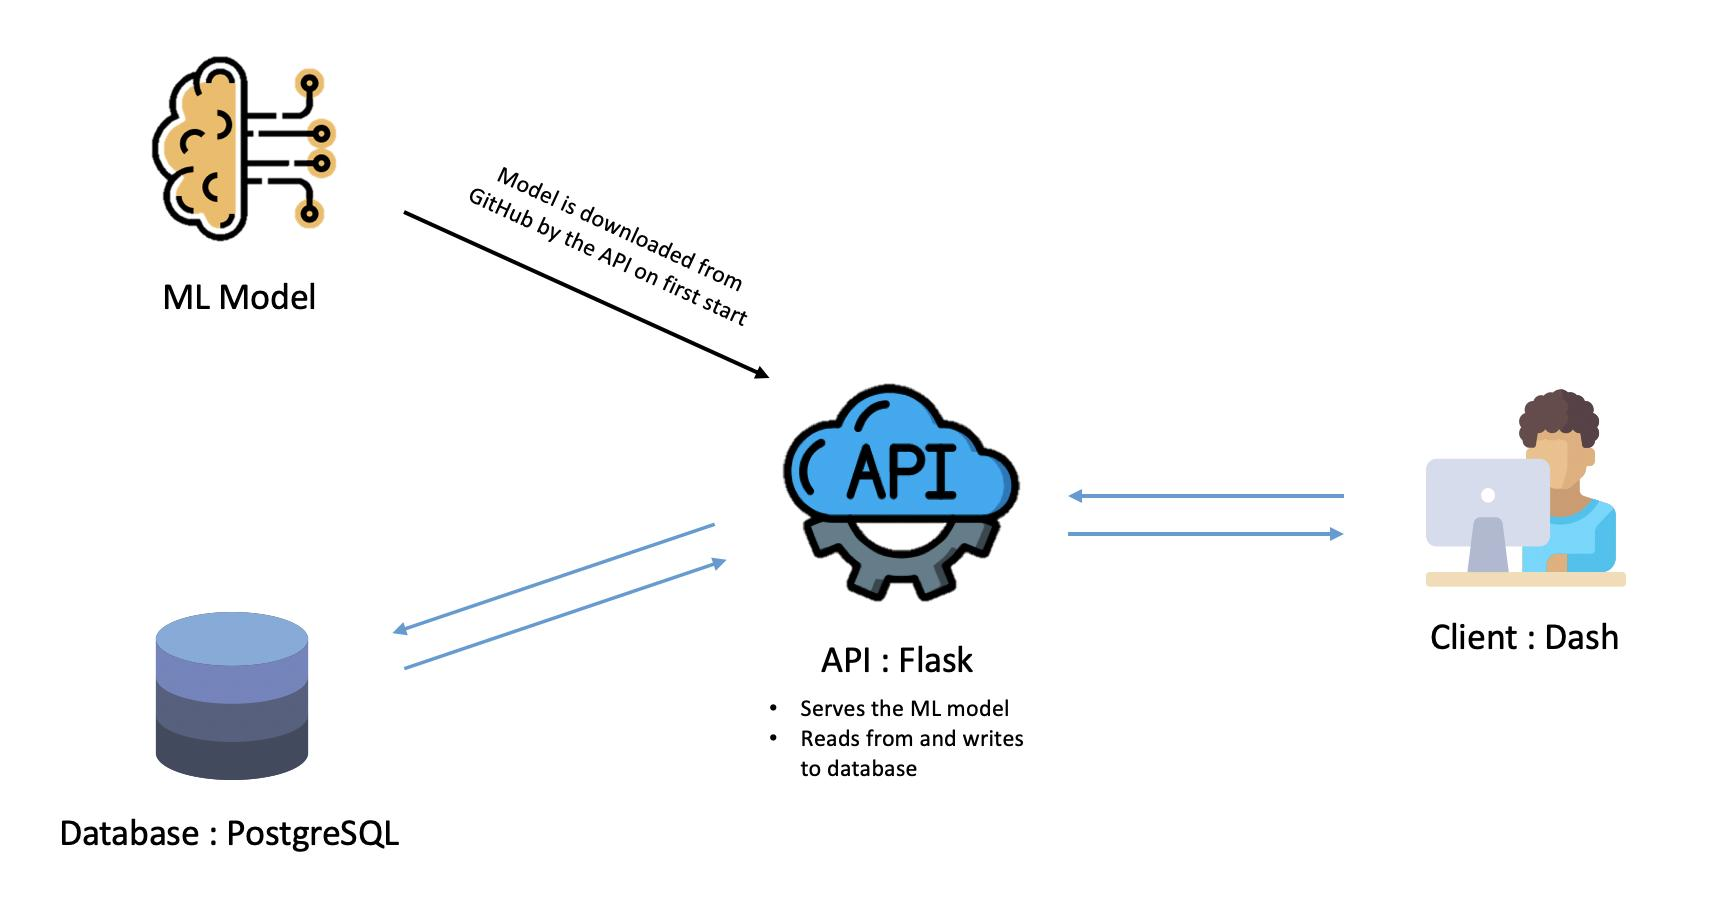 Model is downloaded from
GitHub by the API on first start
ML Model
API
API : Flask
• Serves the ML model
• Reads from and writes
to database
Client : Dash
Database : PostgreSQL